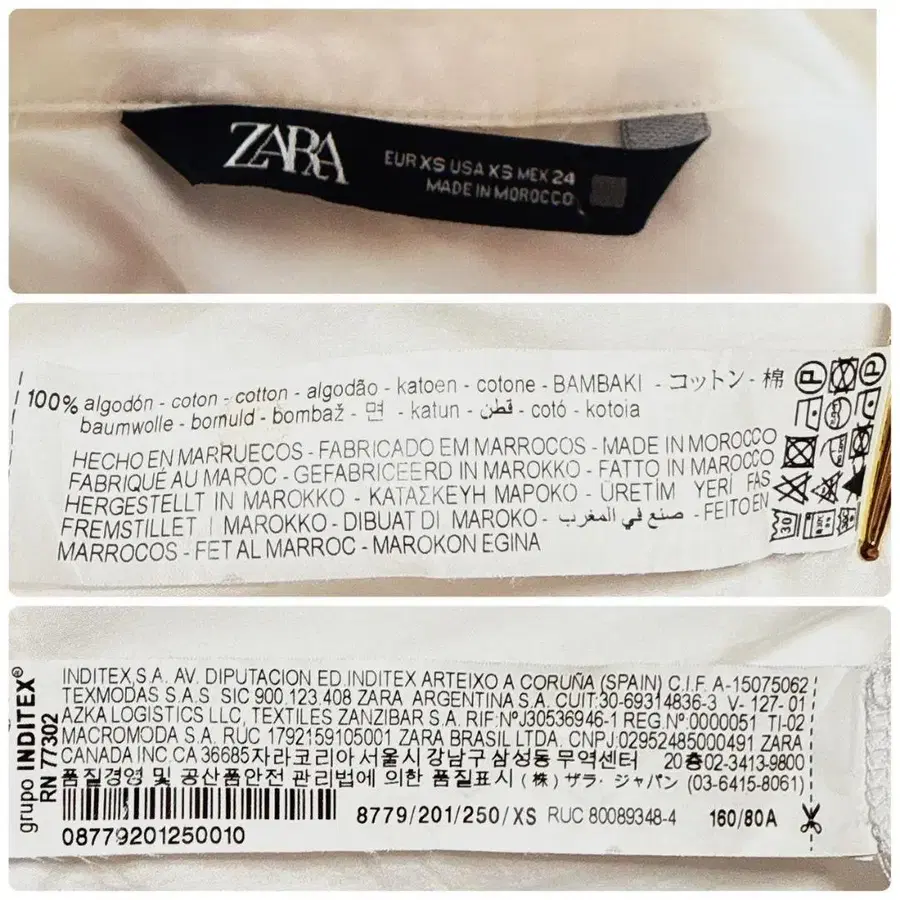 ZARA
EUR XS USA XS MEX 24
MADE IN MOROCCO
100% algodón - coton - cotton - algodão - katoen - cotone - BAMBAKI - コットン - 棉
baumwolle - bornuld - bombaž - 면 - katun - قطن - cotó - kotoia
HECHO EN MARRUECOS - FABRICADO EM MARROCOS - MADE IN MOROCCO
FABRIQUÉ AU MAROC - GEFABRICEERD IN MAROKKO - FATTO IN MAROCCO
HERGESTELLT IN MAROKKO - ΚΑΤΑΣΚΕΥΗ ΜΑΡΟΚΟ - ÜRETİM YERİ FAS
FREMSTILLET I MAROKKO - DIBUAT DI MAROKO - صنع في المغرب - FEITO EN
MARROCOS - FET AL MARROC - MAROKON EGINA
P
P
30
grupo INDITEX®
RN 77302
INDITEX,S.A. AV. DIPUTACION ED.INDITEX ARTEIXO A CORUÑA (SPAIN) C.I.F. A-15075062
TEXMODAS S.A.S SIC 900.123.408 ZARA ARGENTINA S.A. CUIT:30-69314836-3 V- 127- 01
AZKA LOGISTICS LLC, TEXTILES ZANZIBAR S.A. RIF:NºJ30536946-1 REG.Nº0000051 TI-02
MACROMODA S.A. RUC 1792159105001 ZARA BRASIL LTDA. CNPJ:02952485000491 ZARA
CANADA INC.CA 36685자라코리아 서울시 강남구 삼성동 무역센터 20층02-3413-9800
품질경영 및 공산품안전 관리법에 의한 품질표시 (株) ザラ・ジャパン (03-6415-8061)
08779201250010
8779/201/250/XS RUC 80089348-4 160/80A